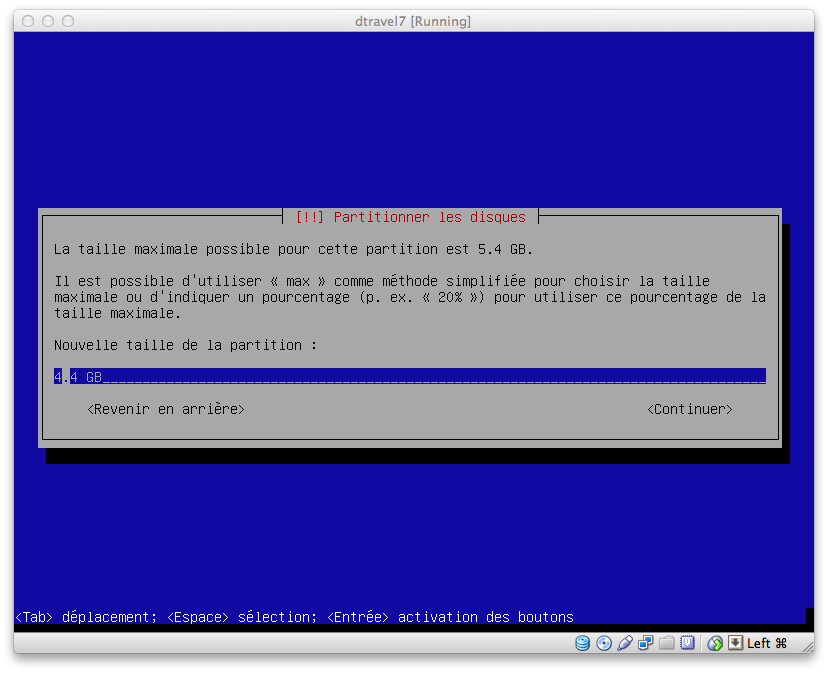 dtravel7 [Running]
[!!] Partitionner les disques
La taille maximale possible pour cette partition est 5.4 GB.
Il est possible d'utiliser « max » comme méthode simplifiée pour choisir la taille
maximale ou d'indiquer un pourcentage (p. ex. « 20% ») pour utiliser ce pourcentage de la
taille maximale.
Nouvelle taille de la partition :
4.4 GB
<Revenir en arrière> <Continuer>
<Tab> déplacement; <Espace> sélection; <Entrée> activation des boutons
Left ⌘